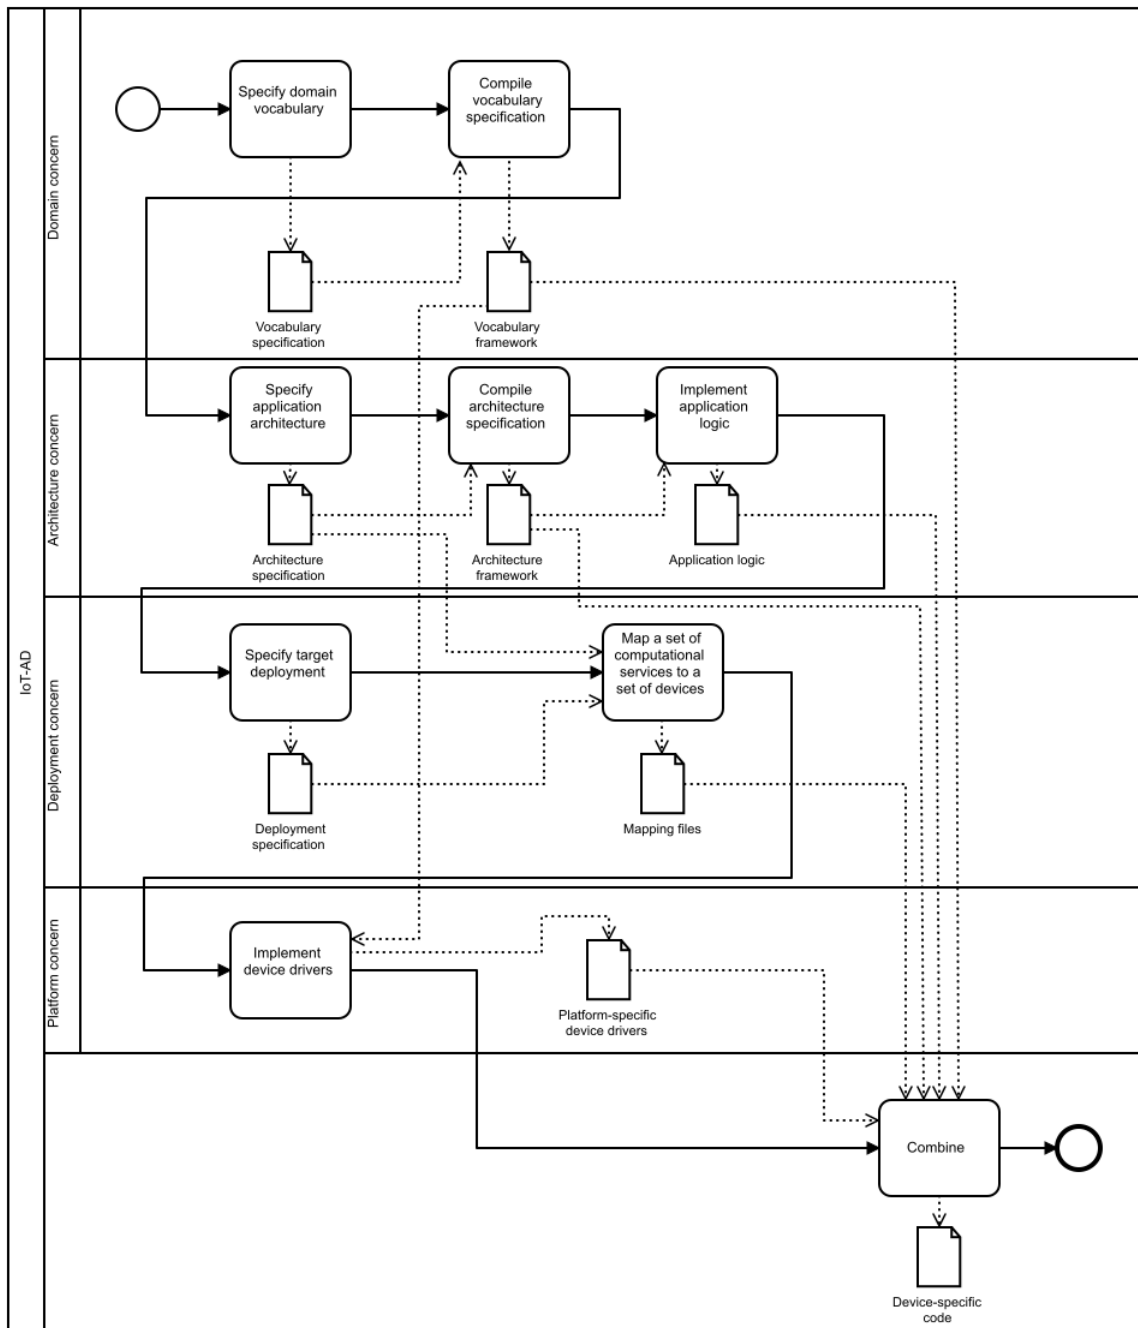 IoT-AD
Domain concern
Specify domain
vocabulary
Compile
vocabulary
specification
Vocabulary
specification
Vocabulary
framework
Architecture concern
Specify
application
architecture
Compile
architecture
specification
Implement
application
logic
Architecture
specification
Architecture
framework
Application logic
Deployment concern
Specify target
deployment
Map a set of
computational
services to a
set of devices
Deployment
specification
Mapping files
Platform concern
Implement
device drivers
Platform-specific
device drivers
Combine
Device-specific
code